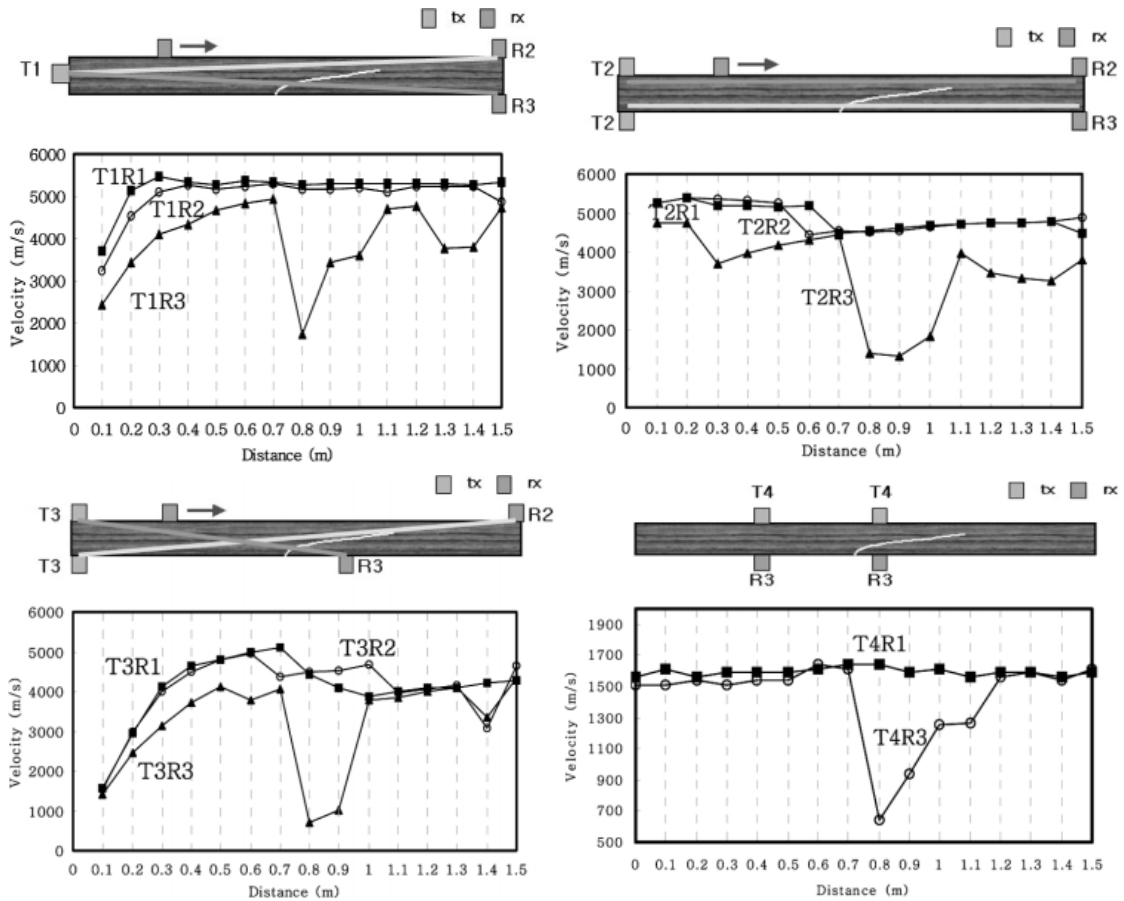 tx rx
T1
R2
R3
6000
5000
4000
3000
2000
1000
0
Velocity (m/s)
T1R1
T1R2
T1R3
0 0.1 0.2 0.3 0.4 0.5 0.6 0.7 0.8 0.9 1 1.1 1.2 1.3 1.4 1.5
Distance (m)
tx rx
T2 R2
T2 R3
6000
5000
4000
3000
2000
1000
0
Velocity (m/s)
T2R1
T2R2
T2R3
0 0.1 0.2 0.3 0.4 0.5 0.6 0.7 0.8 0.9 1 1.1 1.2 1.3 1.4 1.5
Distance (m)
tx rx
T3 R2
T3 R3
6000
5000
4000
3000
2000
1000
0
Velocity (m/s)
T3R1
T3R2
T3R3
0 0.1 0.2 0.3 0.4 0.5 0.6 0.7 0.8 0.9 1 1.1 1.2 1.3 1.4 1.5
Distance (m)
T4 T4 tx rx
R3 R3
1900
1700
1500
1300
1100
900
700
500
Velocity (m/s)
T4R1
T4R3
0 0.1 0.2 0.3 0.4 0.5 0.6 0.7 0.8 0.9 1 1.1 1.2 1.3 1.4 1.5
Distance (m)